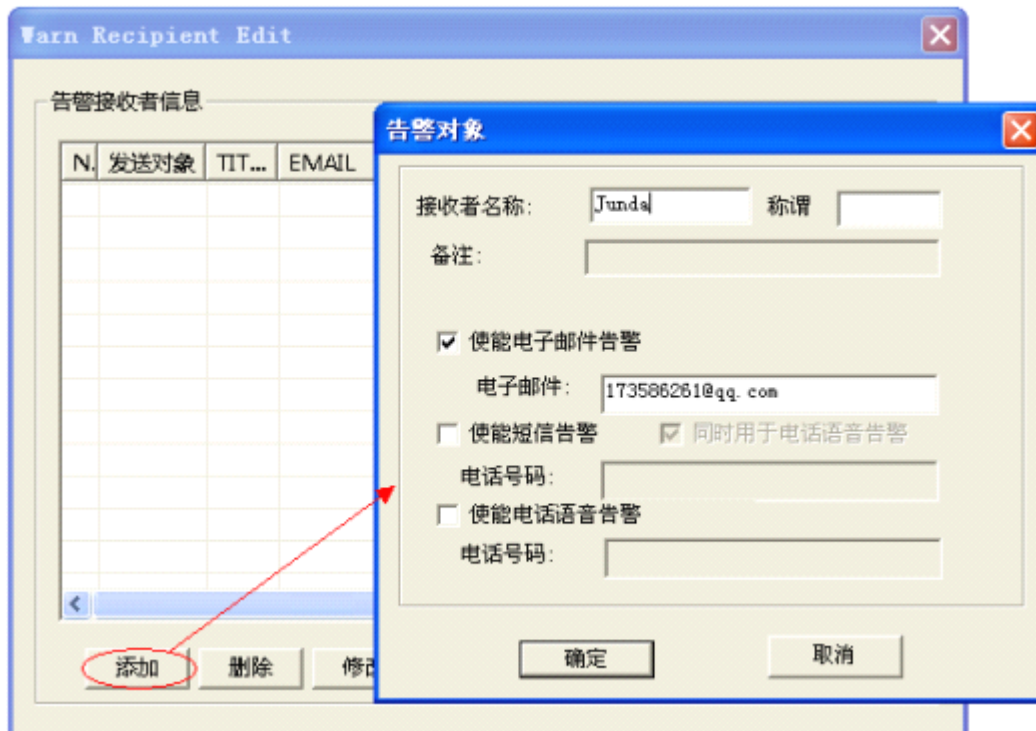 Warn Recipient Edit
告警接收者信息
N. 发送对象 TIT... EMAIL
添加 删除 修改
告警对象
接收者名称: Junda 称谓
备注:
使能电子邮件告警
电子邮件: 173586261@qq.com
使能短信告警 同时用于电话语音告警
电话号码:
使能电话语音告警
电话号码:
确定 取消